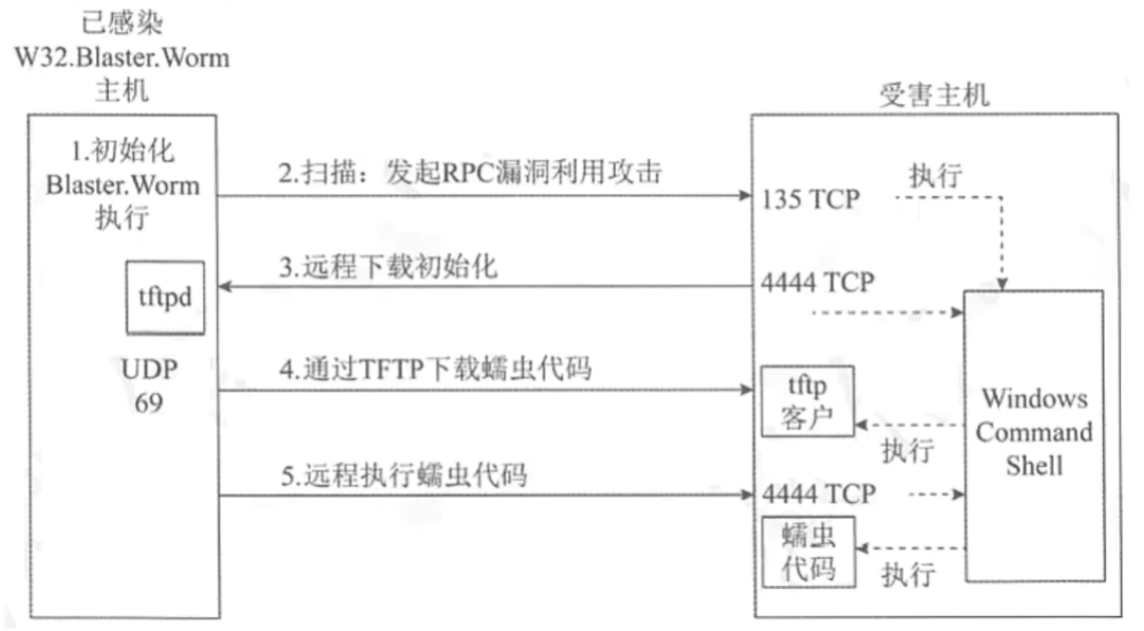 已感染
W32.Blaster.Worm
主机
受害主机
1.初始化
Blaster.Worm
执行
2.扫描：发起RPC漏洞利用攻击
135 TCP
执行
3.远程下载初始化
4444 TCP
tftpd
UDP
69
4.通过TFTP下载蠕虫代码
tftp
客户
执行
Windows
Command
Shell
5.远程执行蠕虫代码
4444 TCP
蠕虫
代码
执行